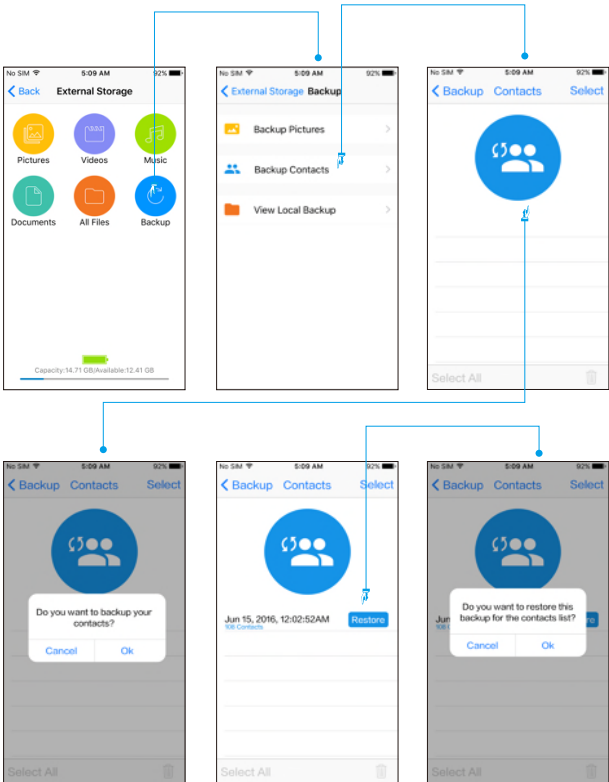 No SIM 5:09 AM 92%
Back External Storage
Pictures Videos Music
Documents All Files Backup
Capacity:14.71 GB/Available:12.41 GB
No SIM 5:09 AM 92%
External Storage Backup
Backup Pictures
Backup Contacts
View Local Backup
No SIM 5:09 AM 92%
Backup Contacts Select
Select All
No SIM 5:09 AM 92%
Backup Contacts Select
Do you want to backup your
contacts?
Cancel Ok
Select All
No SIM 5:09 AM 92%
Backup Contacts Select
Jun 15, 2016, 12:02:52AM Restore
108 Contacts
Select All
No SIM 5:09 AM 92%
Backup Contacts Select
Do you want to restore this
backup for the contacts list?
Jun
Cancel Ok
Select All